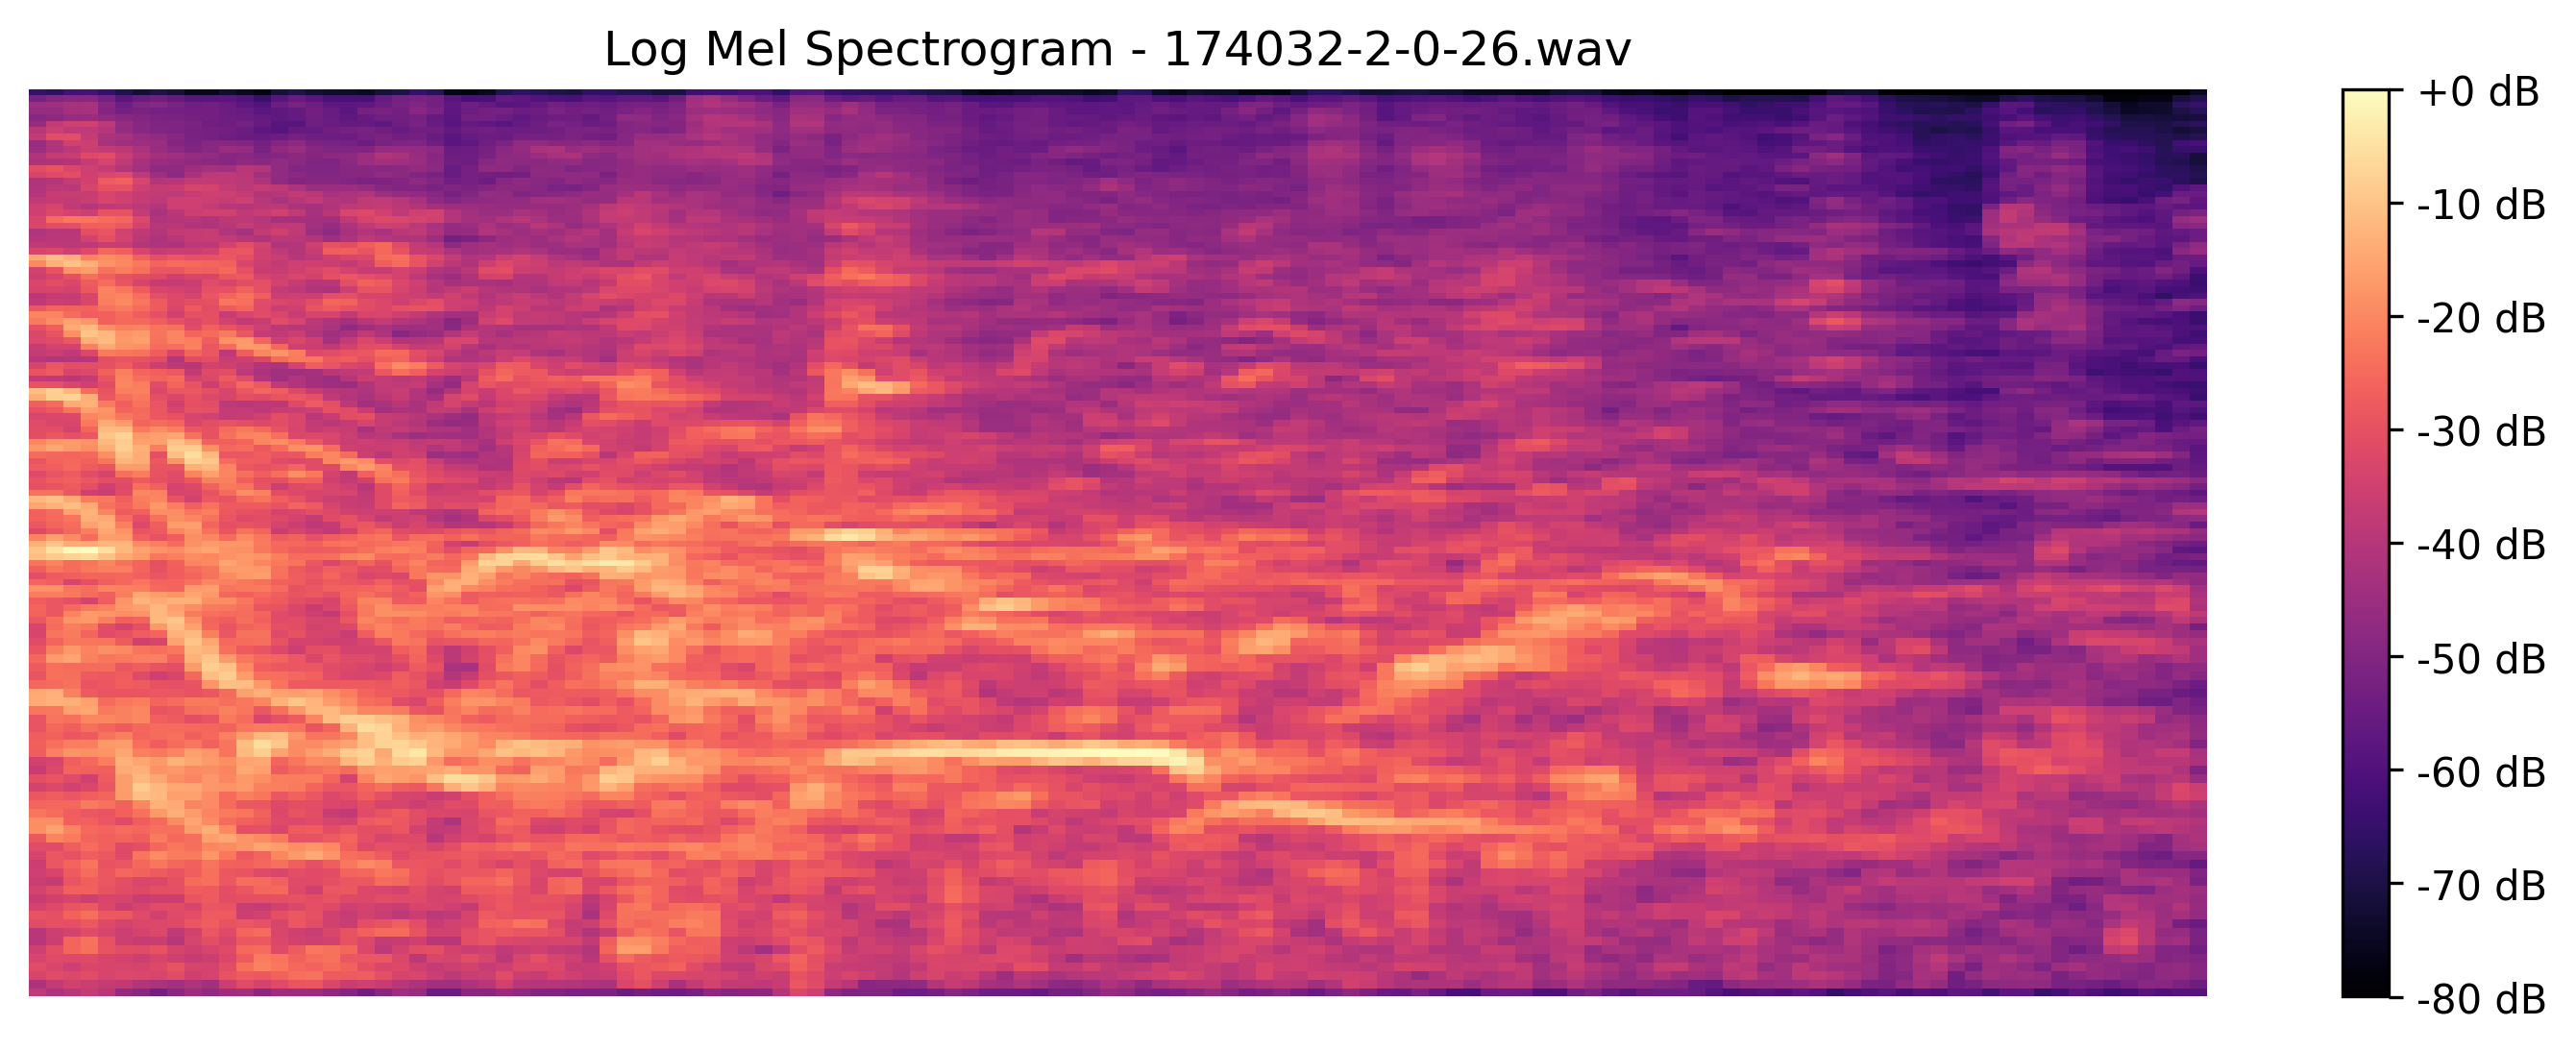 Log Mel Spectrogram - 174032-2-0-26.wav
+0 dB
-10 dB
-20 dB
-30 dB
-40 dB
-50 dB
-60 dB
-70 dB
-80 dB